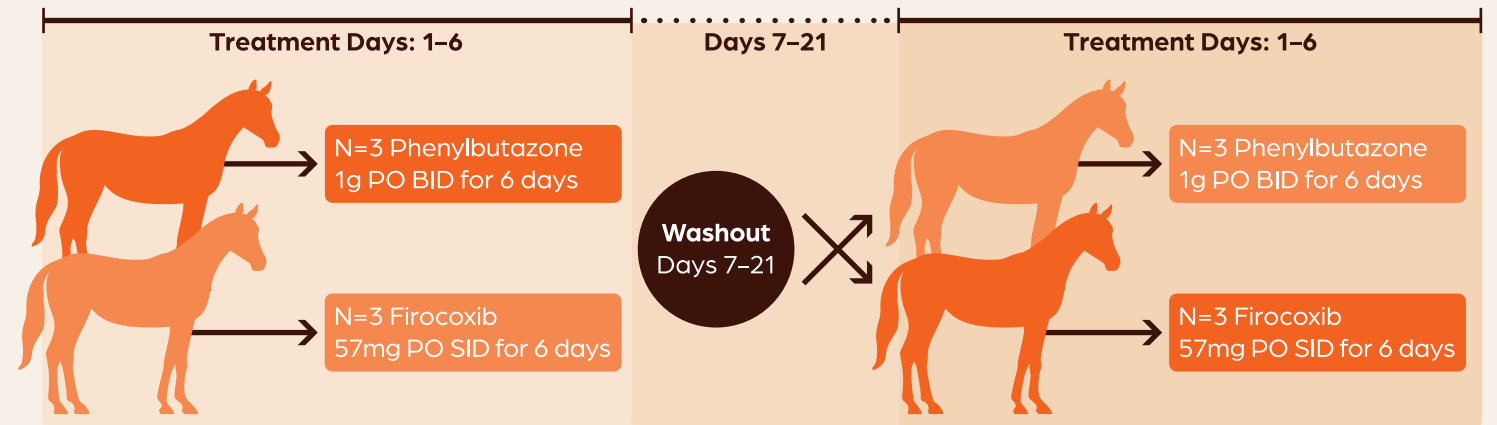 Treatment Days: 1–6
Days 7–21
Treatment Days: 1–6
N=3 Phenylbutazone
1g PO BID for 6 days
N=3 Firocoxib
57mg PO SID for 6 days
Washout
Days 7–21
N=3 Phenylbutazone
1g PO BID for 6 days
N=3 Firocoxib
57mg PO SID for 6 days